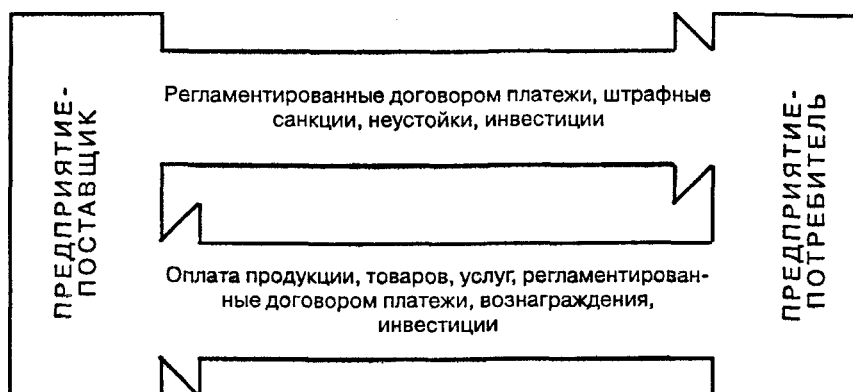 ПРЕДПРИЯТИЕ-
ПОСТАВЩИК
Регламентированные договором платежи, штрафные
санкции, неустойки, инвестиции
Оплата продукции, товаров, услуг, регламентирован-
ные договором платежи, вознаграждения,
инвестиции
ПРЕДПРИЯТИЕ-
ПОТРЕБИТЕЛЬ